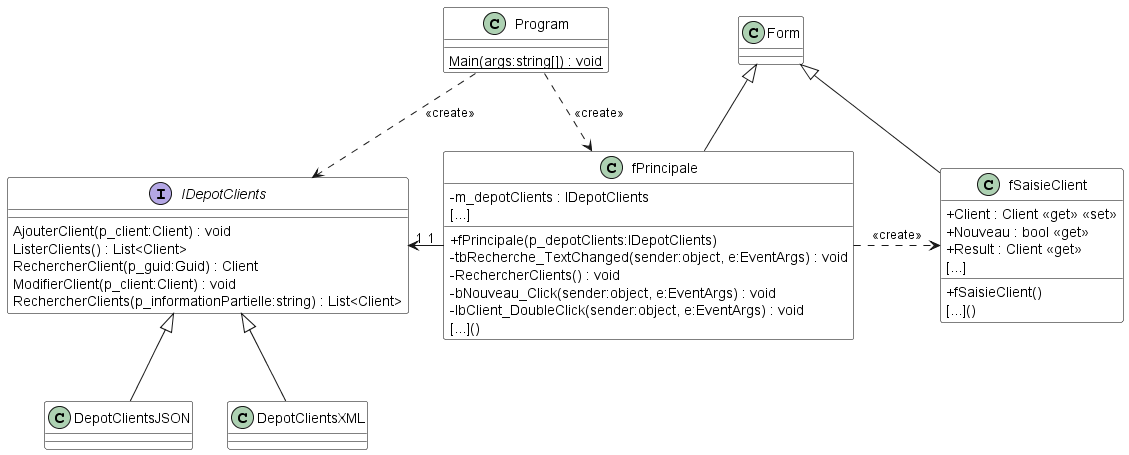 C Program
Main(args:string[]) : void
C Form
«create»
«create»
I IDepotClients
AjouterClient(p_client:Client) : void
ListerClients() : List<Client>
RechercherClient(p_guid:Guid) : Client
ModifierClient(p_client:Client) : void
RechercherClients(p_informationPartielle:string) : List<Client>
1 1
C fPrincipale
-m_depotClients : IDepotClients
[...]
+fPrincipale(p_depotClients:IDepotClients)
-tbRecherche_TextChanged(sender:object, e:EventArgs) : void
-RechercherClients() : void
-bNouveau_Click(sender:object, e:EventArgs) : void
-lbClient_DoubleClick(sender:object, e:EventArgs) : void
[...]()
«create»
C fSaisieClient
+Client : Client «get» «set»
+Nouveau : bool «get»
+Result : Client «get»
[...]
+fSaisieClient()
[...]()
C DepotClientsJSON
C DepotClientsXML